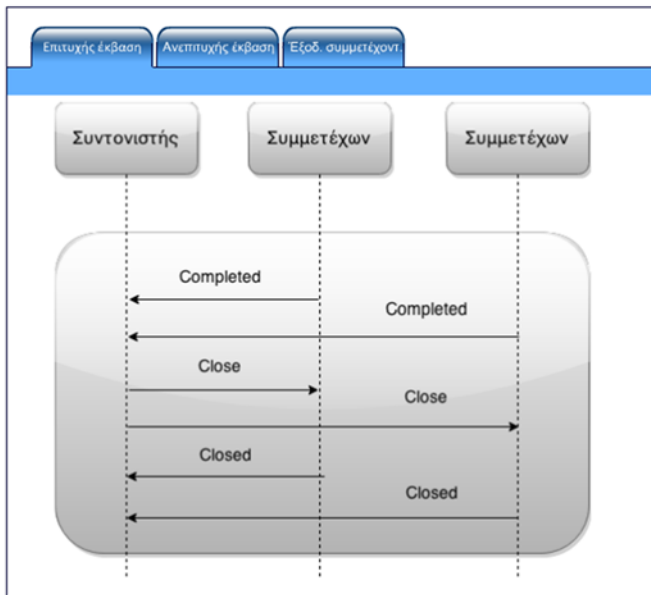 Επιτυχής έκβαση
Ανεπιτυχής έκβαση
Έξοδ. συμμετέχοντ.
Συντονιστής
Συμμετέχων
Συμμετέχων
Completed
Completed
Close
Close
Closed
Closed